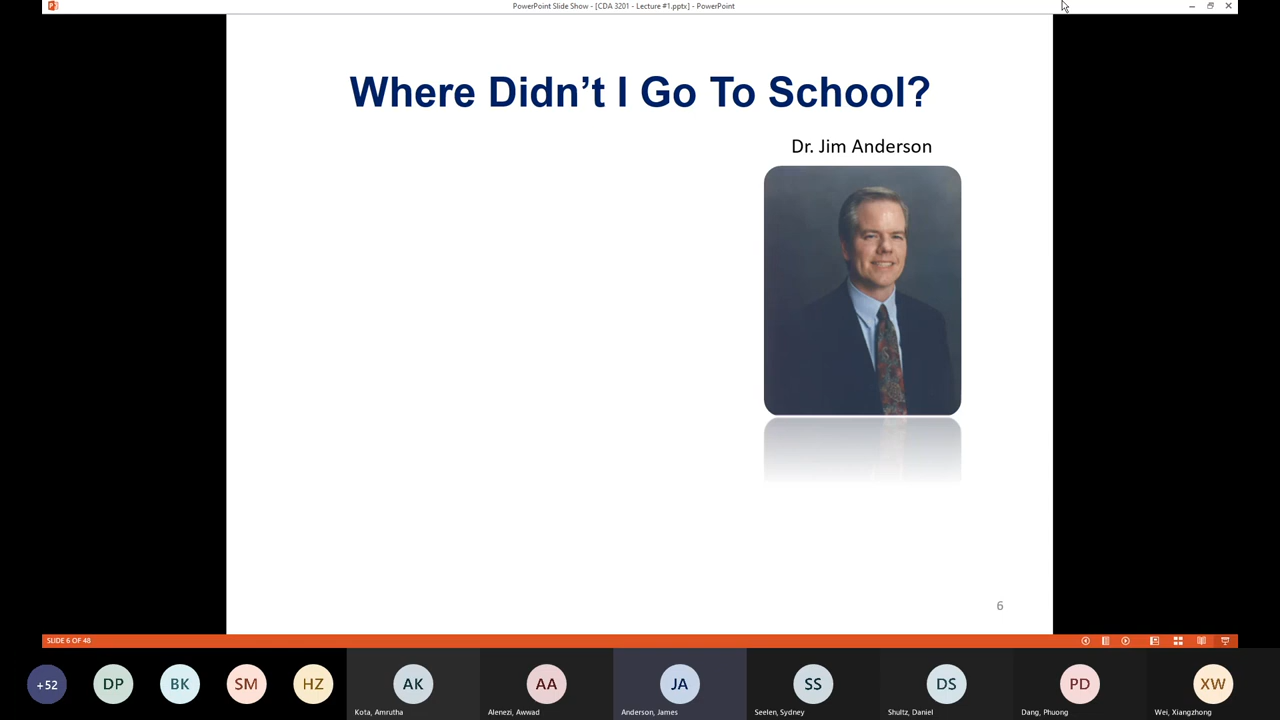 PowerPoint Slide Show - [CDA 3201 - Lecture #1.pptx] - PowerPoint
Where Didn't I Go To School?
Dr. Jim Anderson
6
SLIDE 6 OF 48
+52
DP
BK
SM
HZ
AK
AA
JA
SS
DS
PD
XW
Kota, Amrutha
Alenezi, Awwad
Anderson, James
Seelen, Sydney
Shultz, Daniel
Dang, Phuong
Wei, Xiangzhong